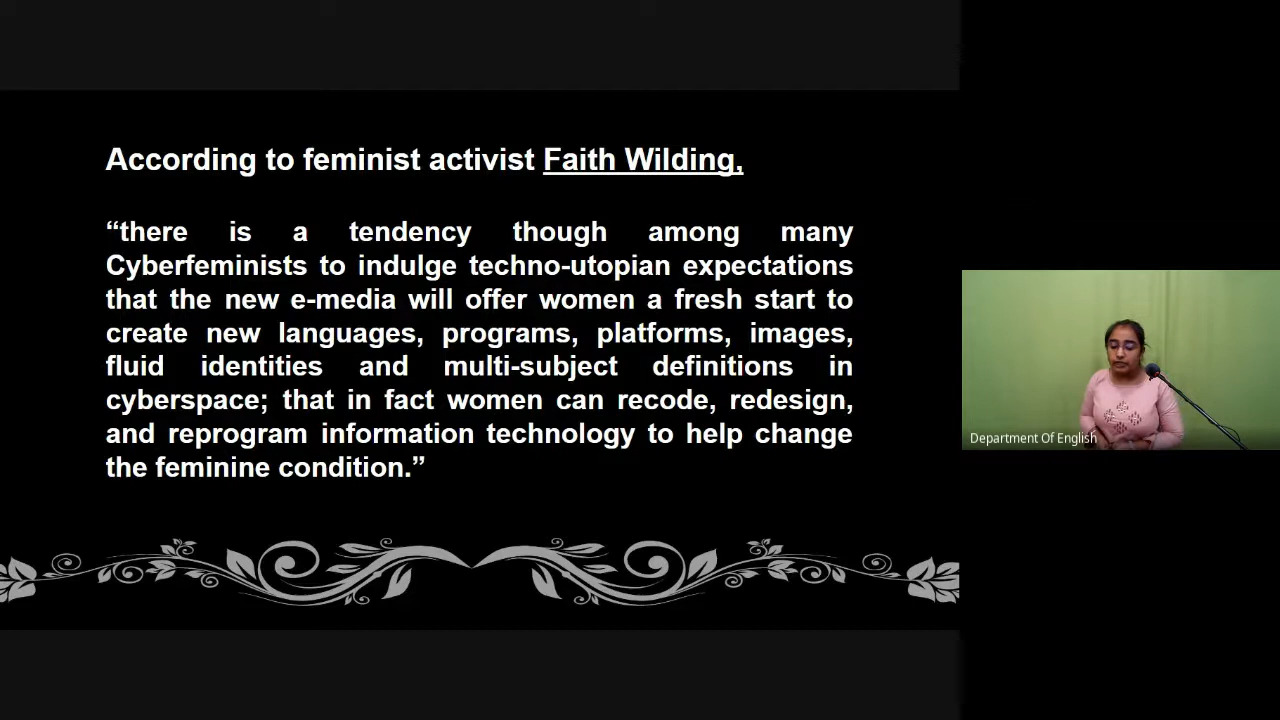 According to feminist activist Faith Wilding,
“there is a tendency though among many
Cyberfeminists to indulge techno-utopian expectations
that the new e-media will offer women a fresh start to
create new languages, programs, platforms, images,
fluid identities and multi-subject definitions in
cyberspace; that in fact women can recode, redesign,
and reprogram information technology to help change
the feminine condition.”
Department Of English